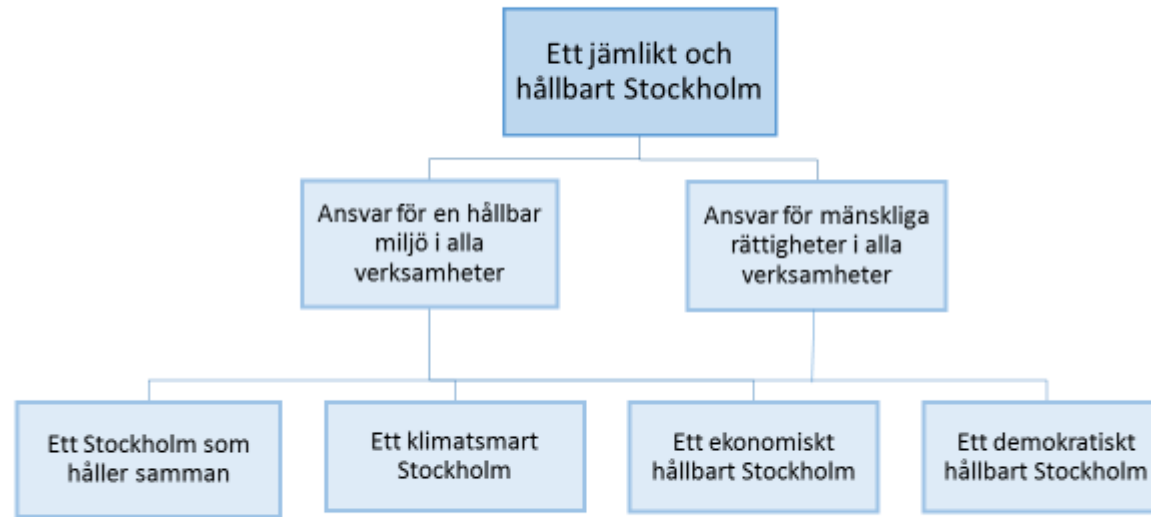 Ett jämlikt och
hållbart Stockholm
Ansvar för en hållbar
miljö i alla
verksamheter
Ansvar för mänskliga
rättigheter i alla
verksamheter
Ett Stockholm som
håller samman
Ett klimatsmart
Stockholm
Ett ekonomiskt
hållbart Stockholm
Ett demokratiskt
hållbart Stockholm